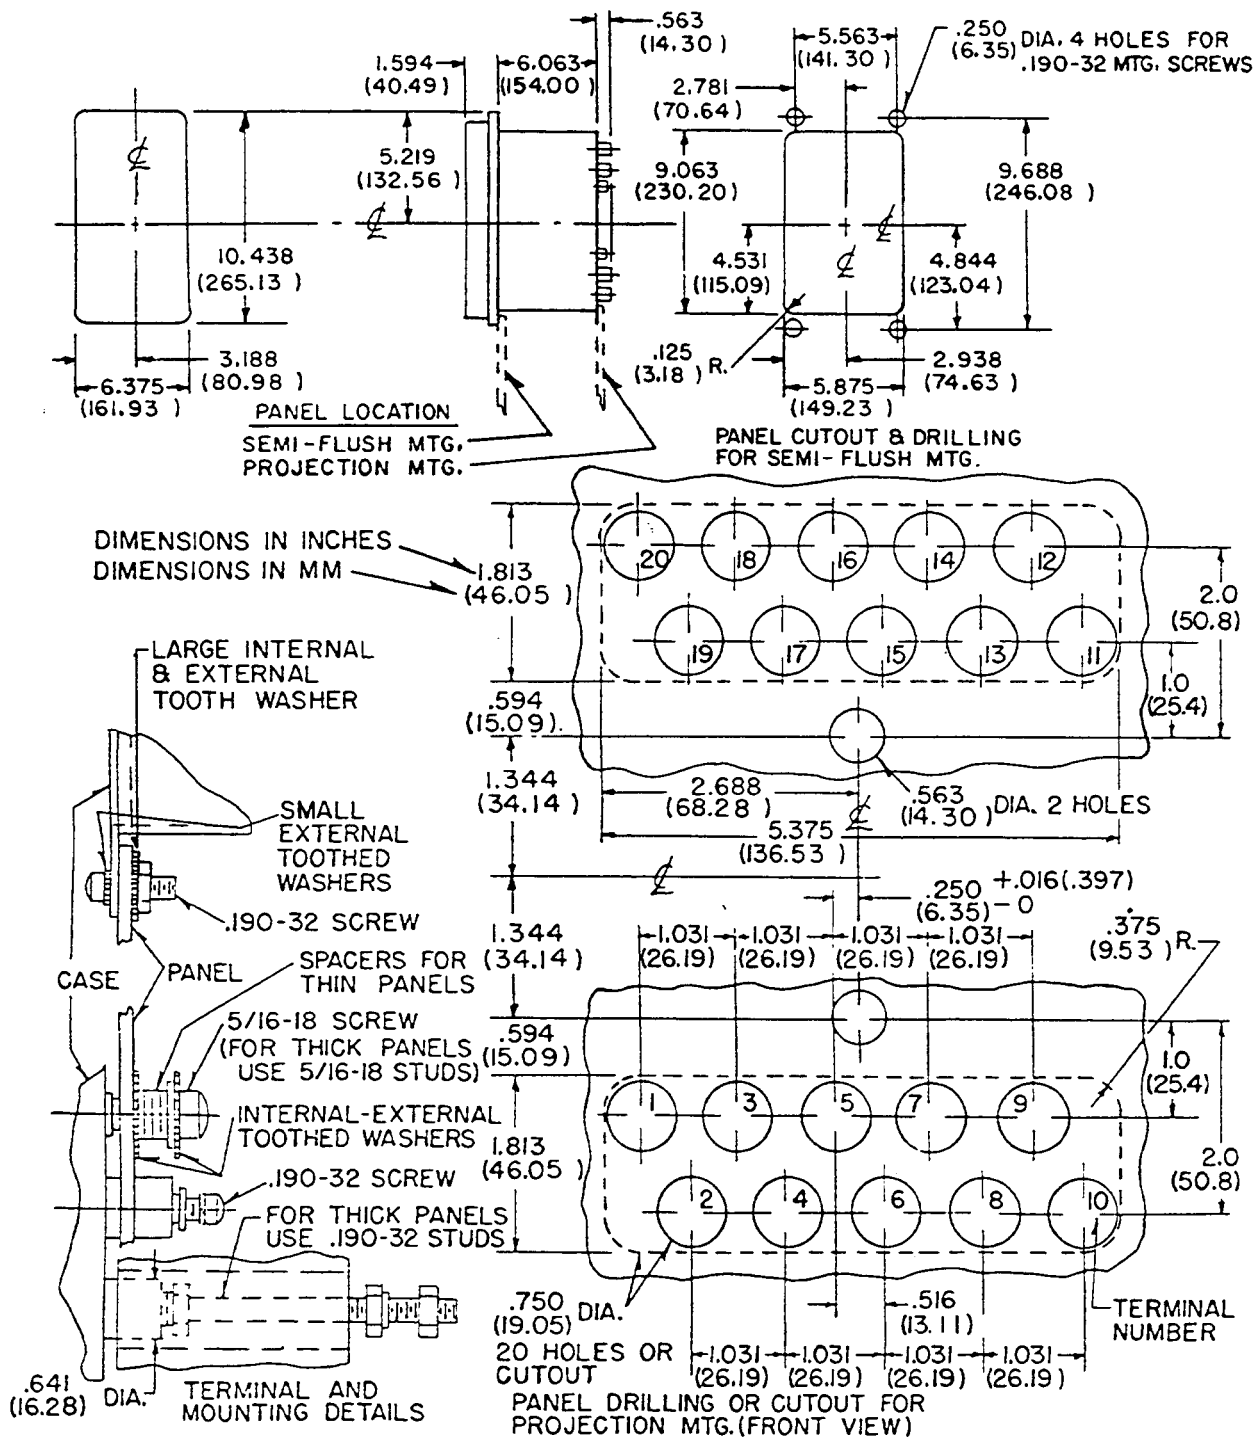 .563
(14.30)
1.594
(40.49)
6.063
(154.00)
5.563
(141.30)
.250
(6.35) DIA. 4 HOLES FOR
.190-32 MTG. SCREWS
2.781
(70.64)
℄
5.219
(132.56)
9.063
(230.20)
9.688
(246.08)
℄
℄
10.438
(265.13)
4.531
(115.09)
℄
4.844
(123.04)
3.188
(80.98)
.125
(3.18) R.
2.938
(74.63)
6.375
(161.93)
5.875
(149.23)
PANEL LOCATION
SEMI-FLUSH MTG.
PROJECTION MTG.
PANEL CUTOUT & DRILLING
FOR SEMI-FLUSH MTG.
DIMENSIONS IN INCHES
DIMENSIONS IN MM
1.813
(46.05)
20 18 16 14 12
2.0
(50.8)
19 17 15 13 11
1.0
(25.4)
LARGE INTERNAL
& EXTERNAL
TOOTH WASHER
.594
(15.09)
1.344
(34.14)
2.688
(68.28)
℄
.563
(14.30) DIA. 2 HOLES
5.375
(136.53)
SMALL
EXTERNAL
TOOTHED
WASHERS
.190-32 SCREW
℄
.250 +.016(.397)
(6.35) -0
1.344
(34.14)
1.031 1.031 1.031 1.031
(26.19) (26.19) (26.19) (26.19)
.375
(9.53) R.
CASE
PANEL
SPACERS FOR
THIN PANELS
5/16-18 SCREW
(FOR THICK PANELS
USE 5/16-18 STUDS)
.594
(15.09)
1.0
(25.4)
1 3 5 7 9
INTERNAL-EXTERNAL
TOOTHED WASHERS
1.813
(46.05)
2.0
(50.8)
2 4 6 8 10
.190-32 SCREW
FOR THICK PANELS
USE .190-32 STUDS
.750
(19.05) DIA.
20 HOLES OR
CUTOUT
.516
(13.11)
TERMINAL
NUMBER
1.031 1.031 1.031 1.031
(26.19) (26.19) (26.19) (26.19)
.641
(16.28) DIA.
TERMINAL AND
MOUNTING DETAILS
PANEL DRILLING OR CUTOUT FOR
PROJECTION MTG. (FRONT VIEW)